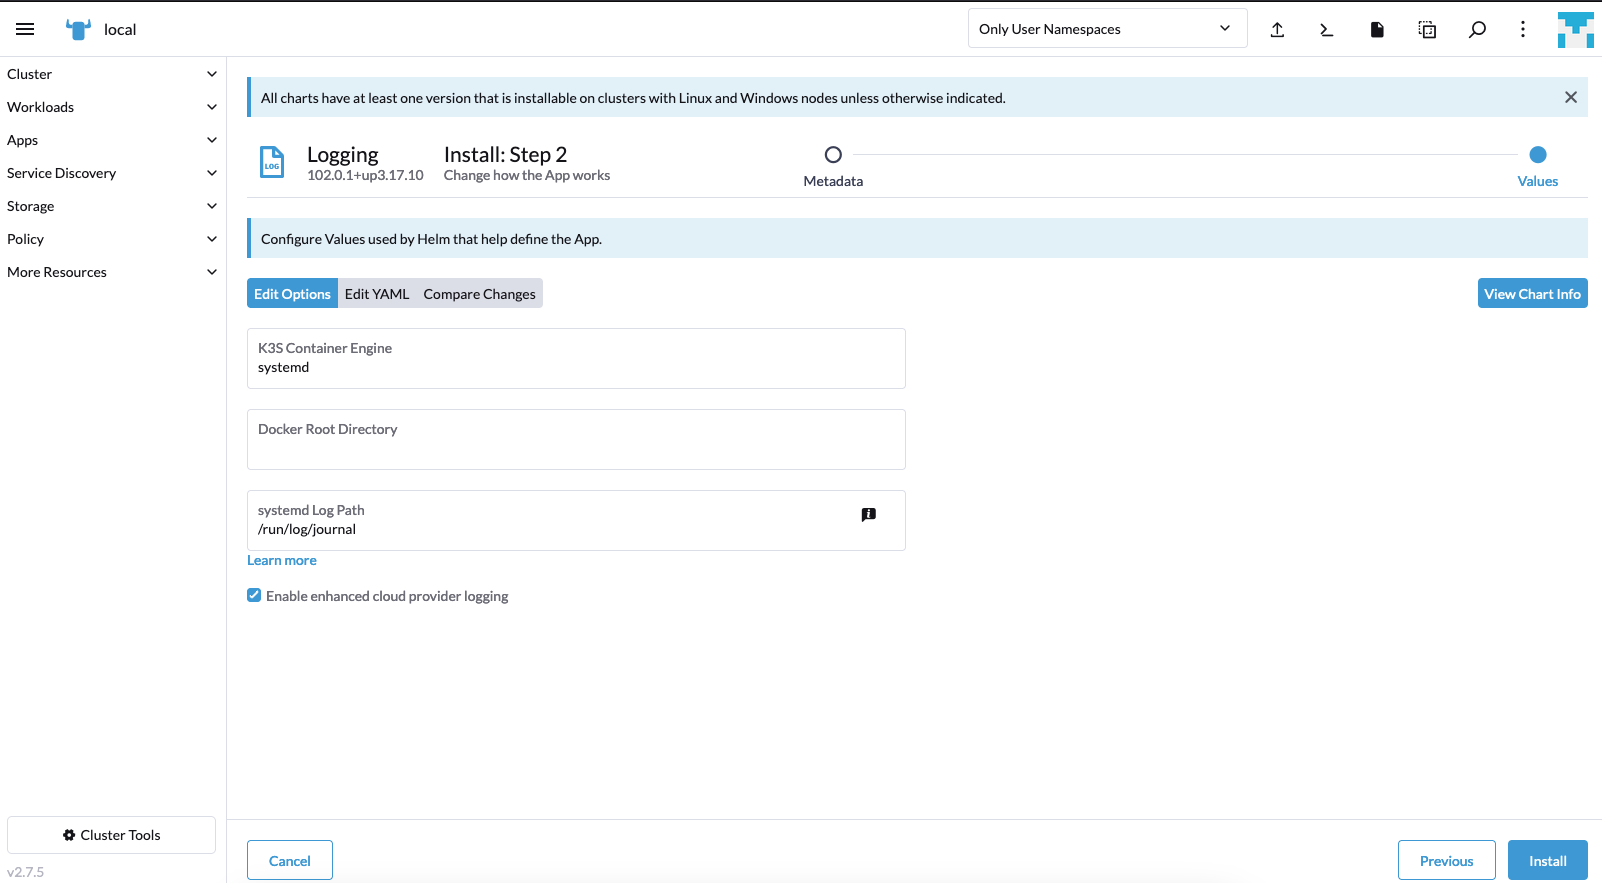 local
Only User Namespaces
Cluster
Workloads
Apps
Service Discovery
Storage
Policy
More Resources
Cluster Tools
v2.7.5
All charts have at least one version that is installable on clusters with Linux and Windows nodes unless otherwise indicated.
LOG
Logging
102.0.1+up3.17.10
Install: Step 2
Change how the App works
Metadata
Values
Configure Values used by Helm that help define the App.
Edit Options
Edit YAML
Compare Changes
View Chart Info
K3S Container Engine
systemd
Docker Root Directory
systemd Log Path
/run/log/journal
Learn more
Enable enhanced cloud provider logging
Cancel
Previous
Install